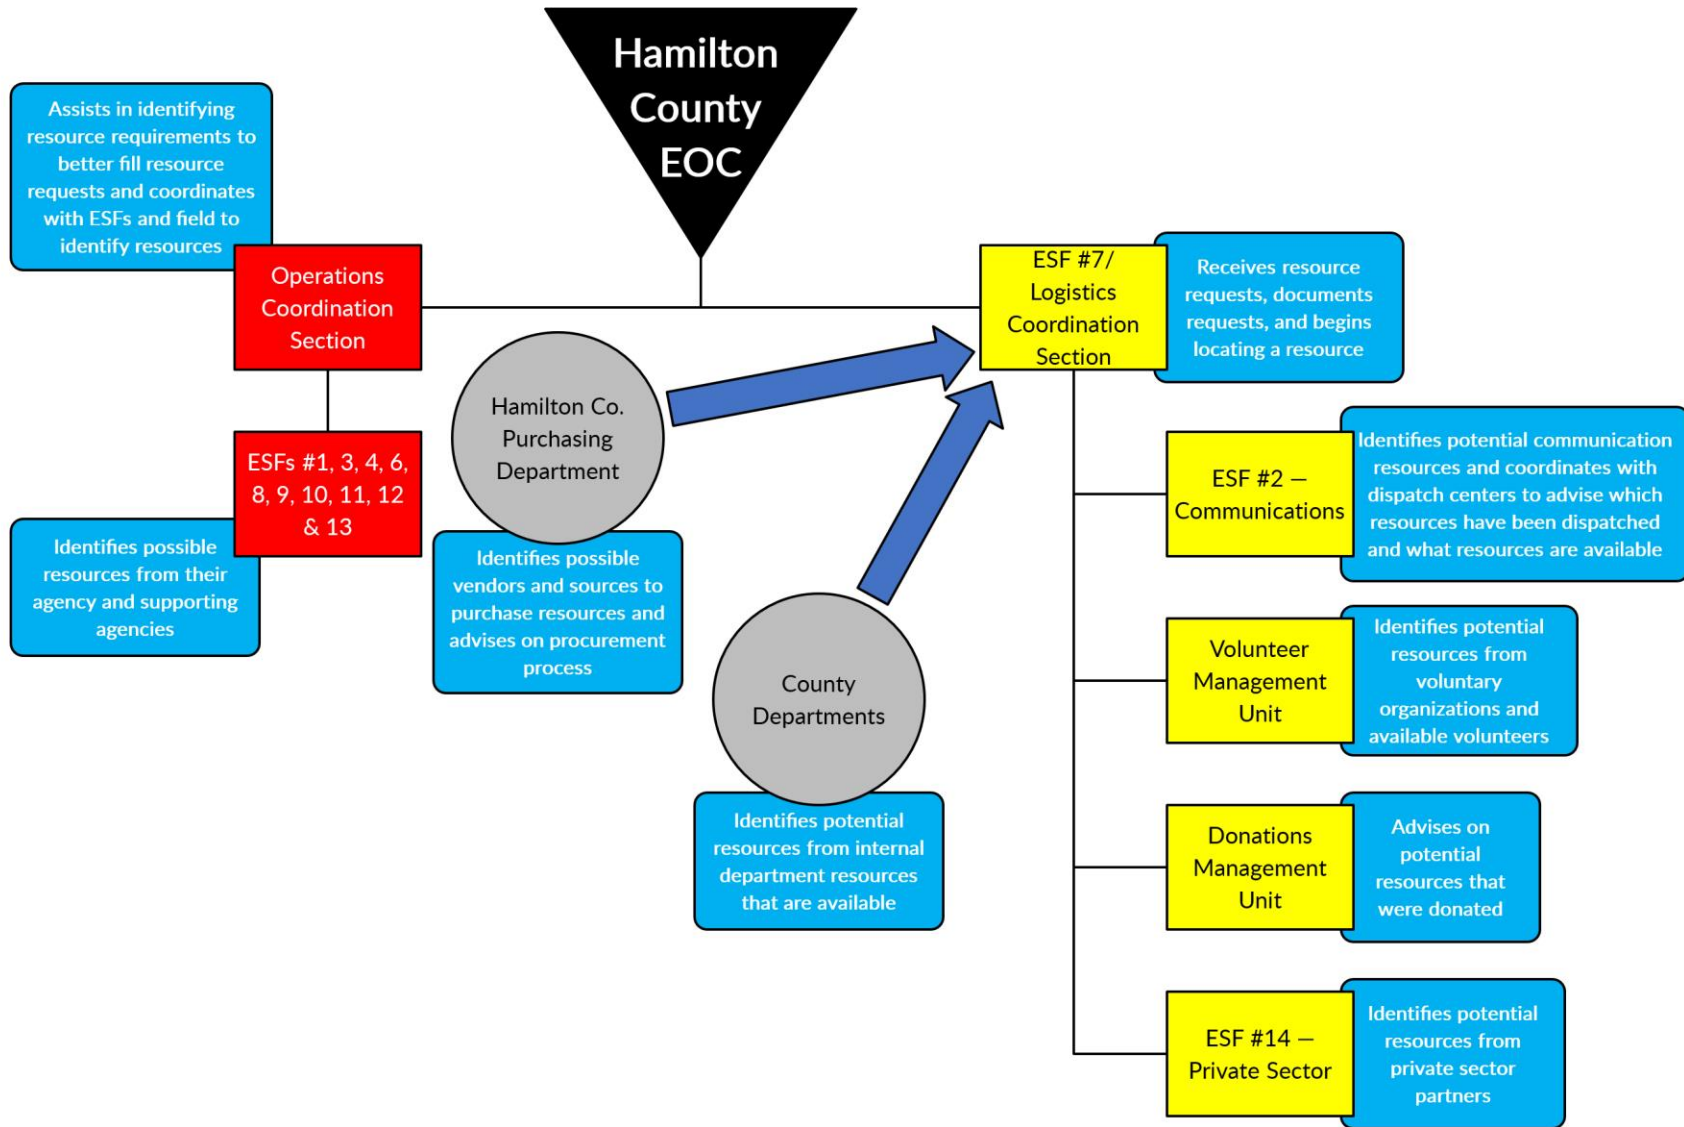 Hamilton
County
EOC
Assists in identifying
resource requirements to
better fill resource
requests and coordinates
with ESFs and field to
identify resources
Operations
Coordination
Section
ESFs #1, 3, 4, 6,
8, 9, 10, 11, 12
& 13
Identifies possible
resources from their
agency and supporting
agencies
Hamilton Co.
Purchasing
Department
Identifies possible
vendors and sources to
purchase resources and
advises on procurement
process
County
Departments
Identifies potential
resources from internal
department resources
that are available
ESF #7/
Logistics
Coordination
Section
Receives resource
requests, documents
requests, and begins
locating a resource
ESF #2 —
Communications
Identifies potential communication
resources and coordinates with
dispatch centers to advise which
resources have been dispatched
and what resources are available
Volunteer
Management
Unit
Identifies potential
resources from
voluntary
organizations and
available volunteers
Donations
Management
Unit
Advises on
potential
resources that
were donated
ESF #14 —
Private Sector
Identifies potential
resources from
private sector
partners